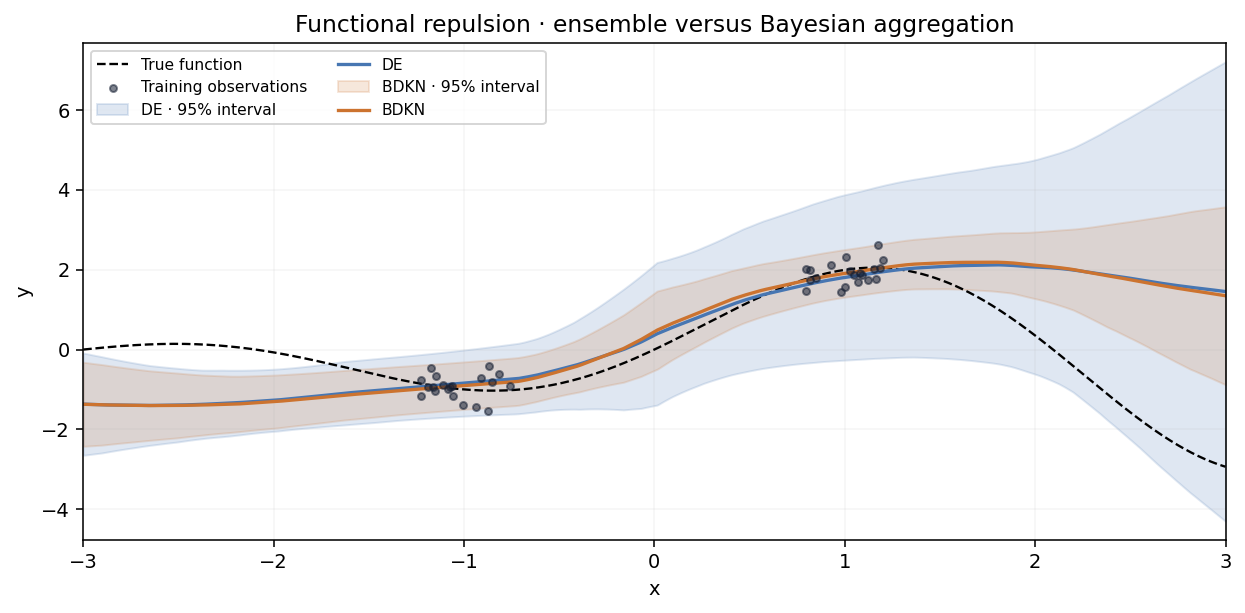 Functional repulsion · ensemble versus Bayesian aggregation
True function
Training observations
DE · 95% interval
DE
BDKN · 95% interval
BDKN
y
6
4
2
0
−2
−4
−3
−2
−1
0
1
2
3
x